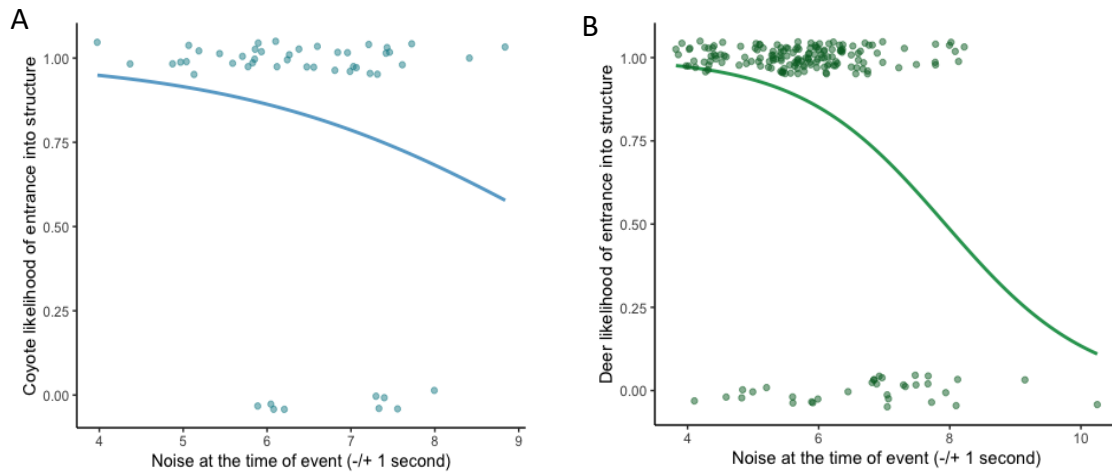 A
Coyote likelihood of entrance into structure
1.00
0.75
0.50
0.25
0.00
4 5 6 7 8 9
Noise at the time of event (-/+ 1 second)
B
Deer likelihood of entrance into structure
1.00
0.75
0.50
0.25
0.00
4 6 8 10
Noise at the time of event (-/+ 1 second)